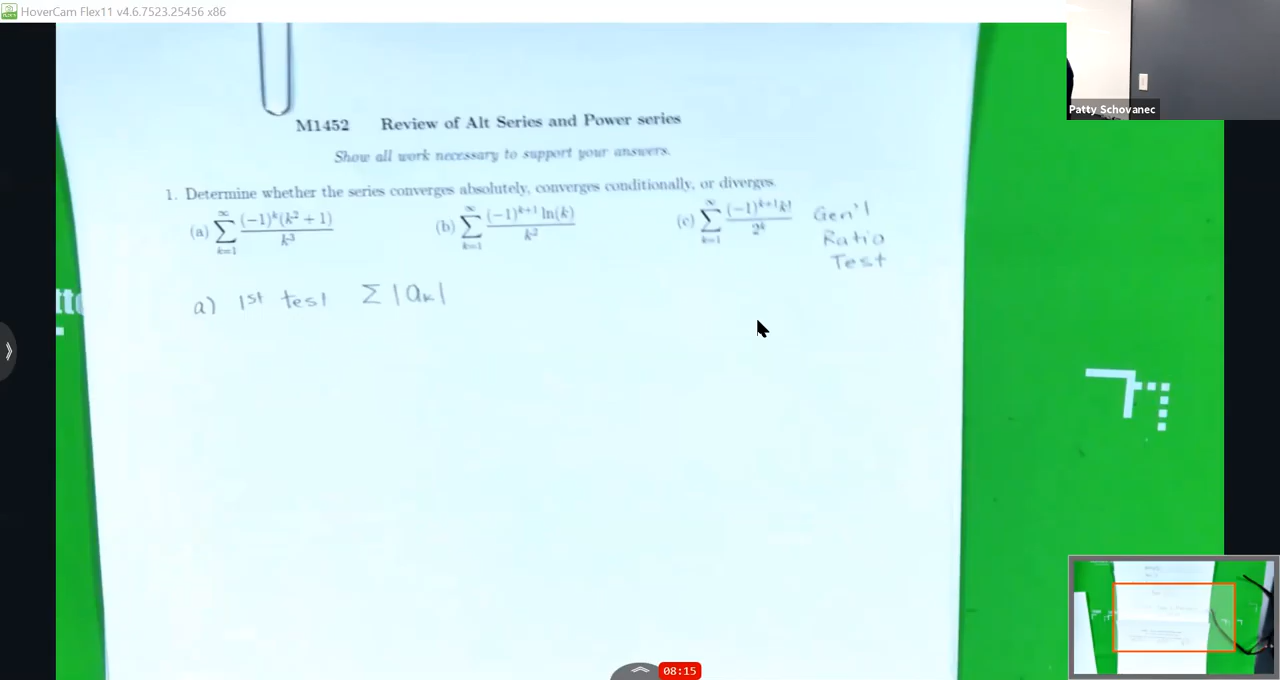 HoverCam Flex11 v4.6.7523.25456 x86
Patty Schovanec
M1452 Review of Alt Series and Power series
Show all work necessary to support your answers.
1. Determine whether the series converges absolutely, converges conditionally, or diverges.
(a) ∞ ∑ k=1 (−1)^k(k² + 1) / k³ (b) ∞ ∑ k=1 (−1)^{k+1} ln(k) / k² (c) ∞ ∑ k=1 (−1)^{k+1}k! / 2^k
Gen'l
Ratio
Test
a) 1st test Σ |a_k|
08:15